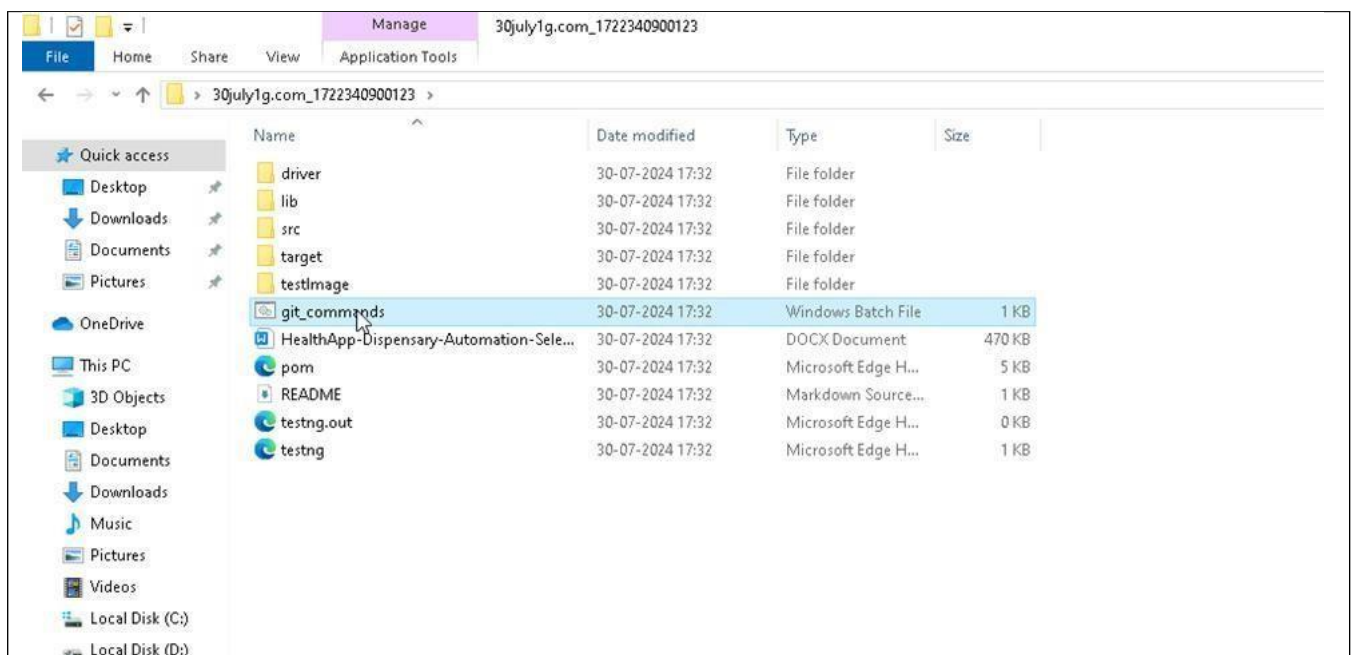 Manage 30july1g.com_1722340900123
File Home Share View Application Tools
30july1g.com_1722340900123
Name Date modified Type Size
Quick access
driver 30-07-2024 17:32 File folder
Desktop
lib 30-07-2024 17:32 File folder
Downloads
src 30-07-2024 17:32 File folder
Documents
target 30-07-2024 17:32 File folder
Pictures
testImage 30-07-2024 17:32 File folder
git_commands 30-07-2024 17:32 Windows Batch File 1 KB
OneDrive
HealthApp-Dispensary-Automation-Sele... 30-07-2024 17:32 DOCX Document 470 KB
This PC
pom 30-07-2024 17:32 Microsoft Edge H... 5 KB
3D Objects
README 30-07-2024 17:32 Markdown Source... 1 KB
Desktop
testng.out 30-07-2024 17:32 Microsoft Edge H... 0 KB
Documents
testng 30-07-2024 17:32 Microsoft Edge H... 1 KB
Downloads
Music
Pictures
Videos
Local Disk (C:)
Local Disk (D:)